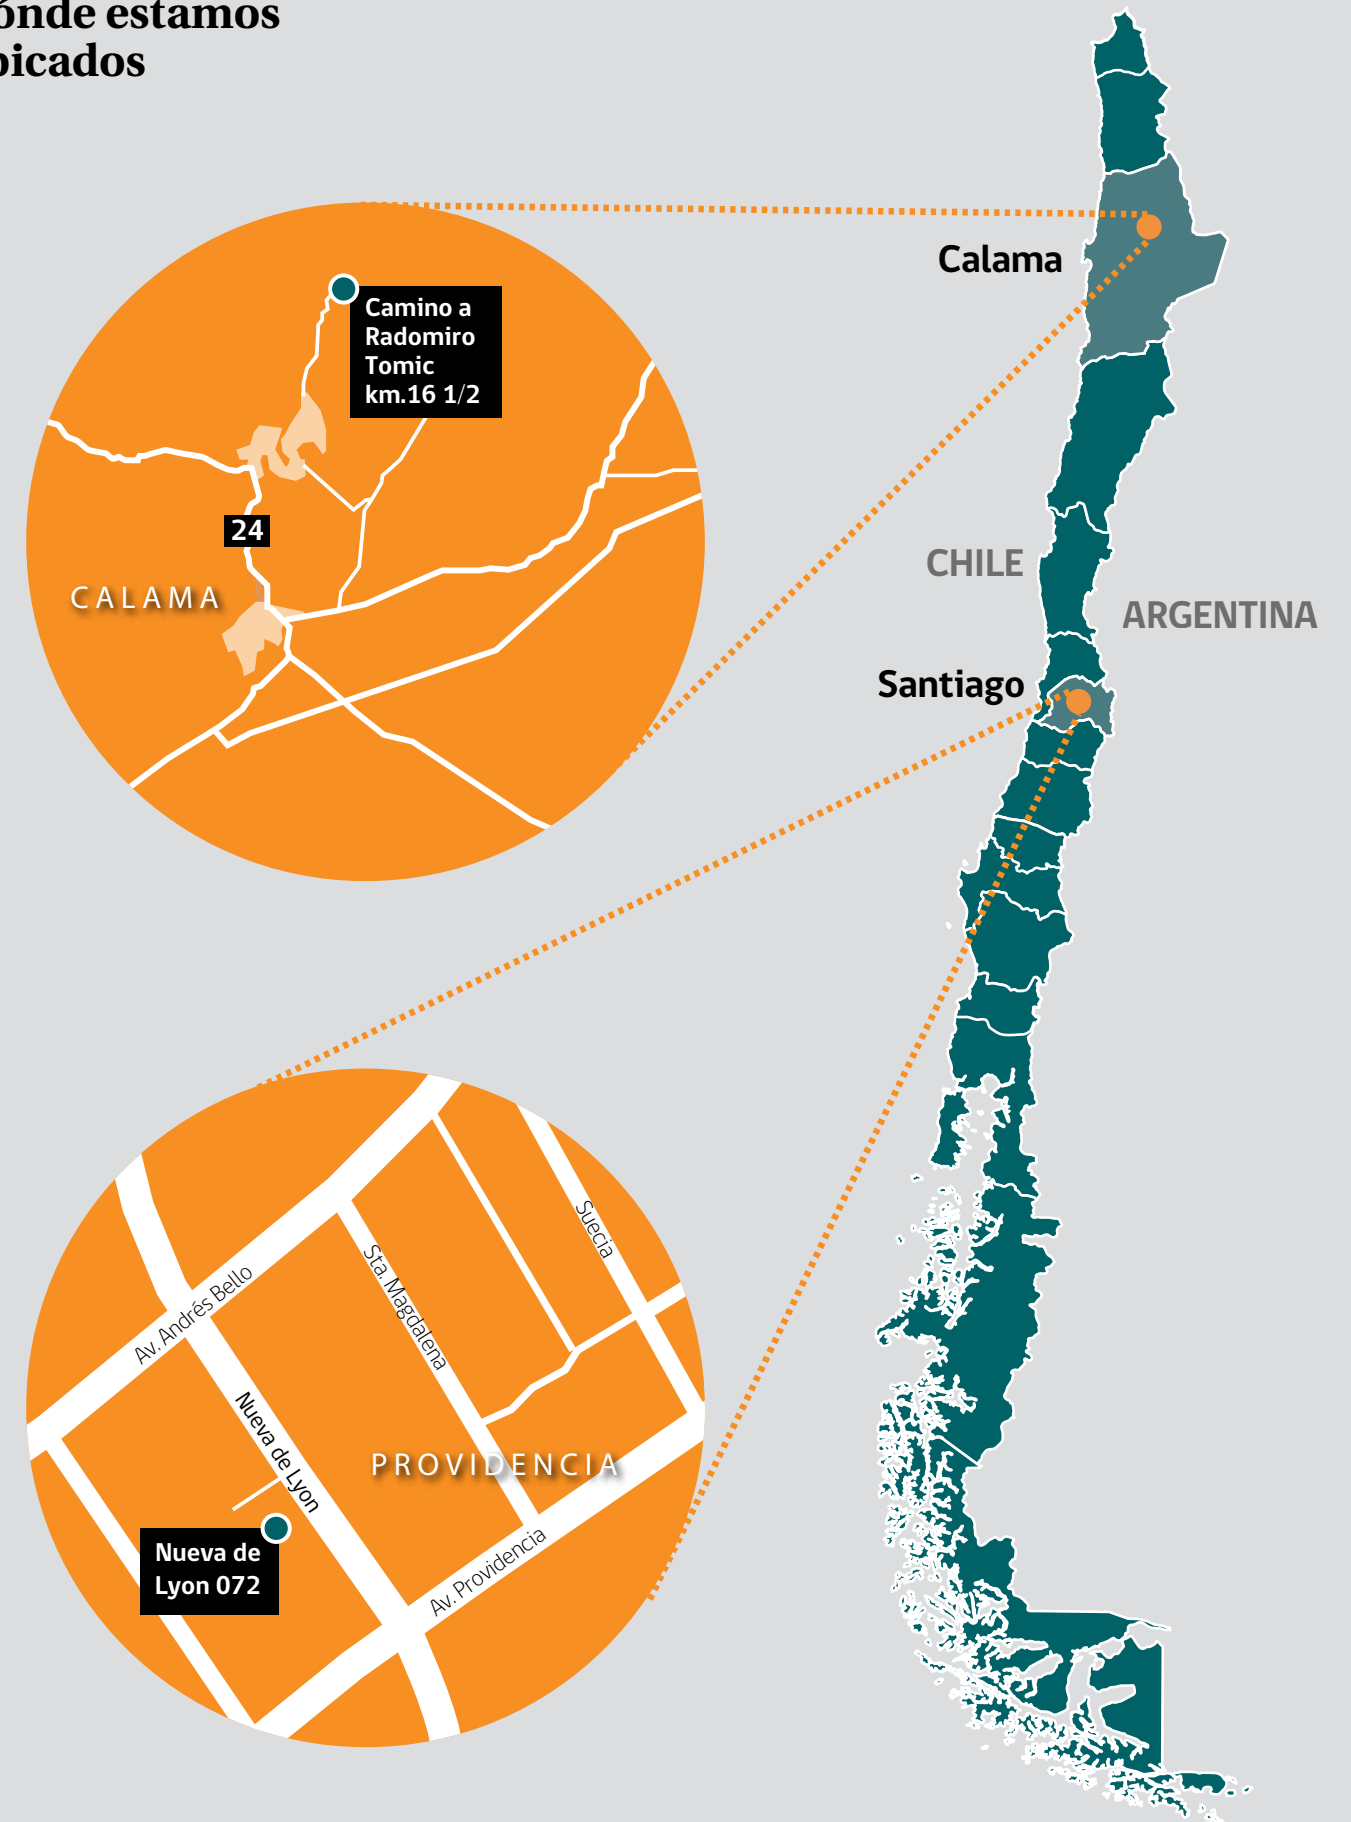 ónde estamos
bicados
Calama
Camino a
Radomiro
Tomic
km.16 1/2
24
CALAMA
CHILE
ARGENTINA
Santiago
Suecia
Sta. Magdalena
Av. Andrés Bello
Nueva de Lyon
PROVIDENCIA
Av. Providencia
Nueva de
Lyon 072